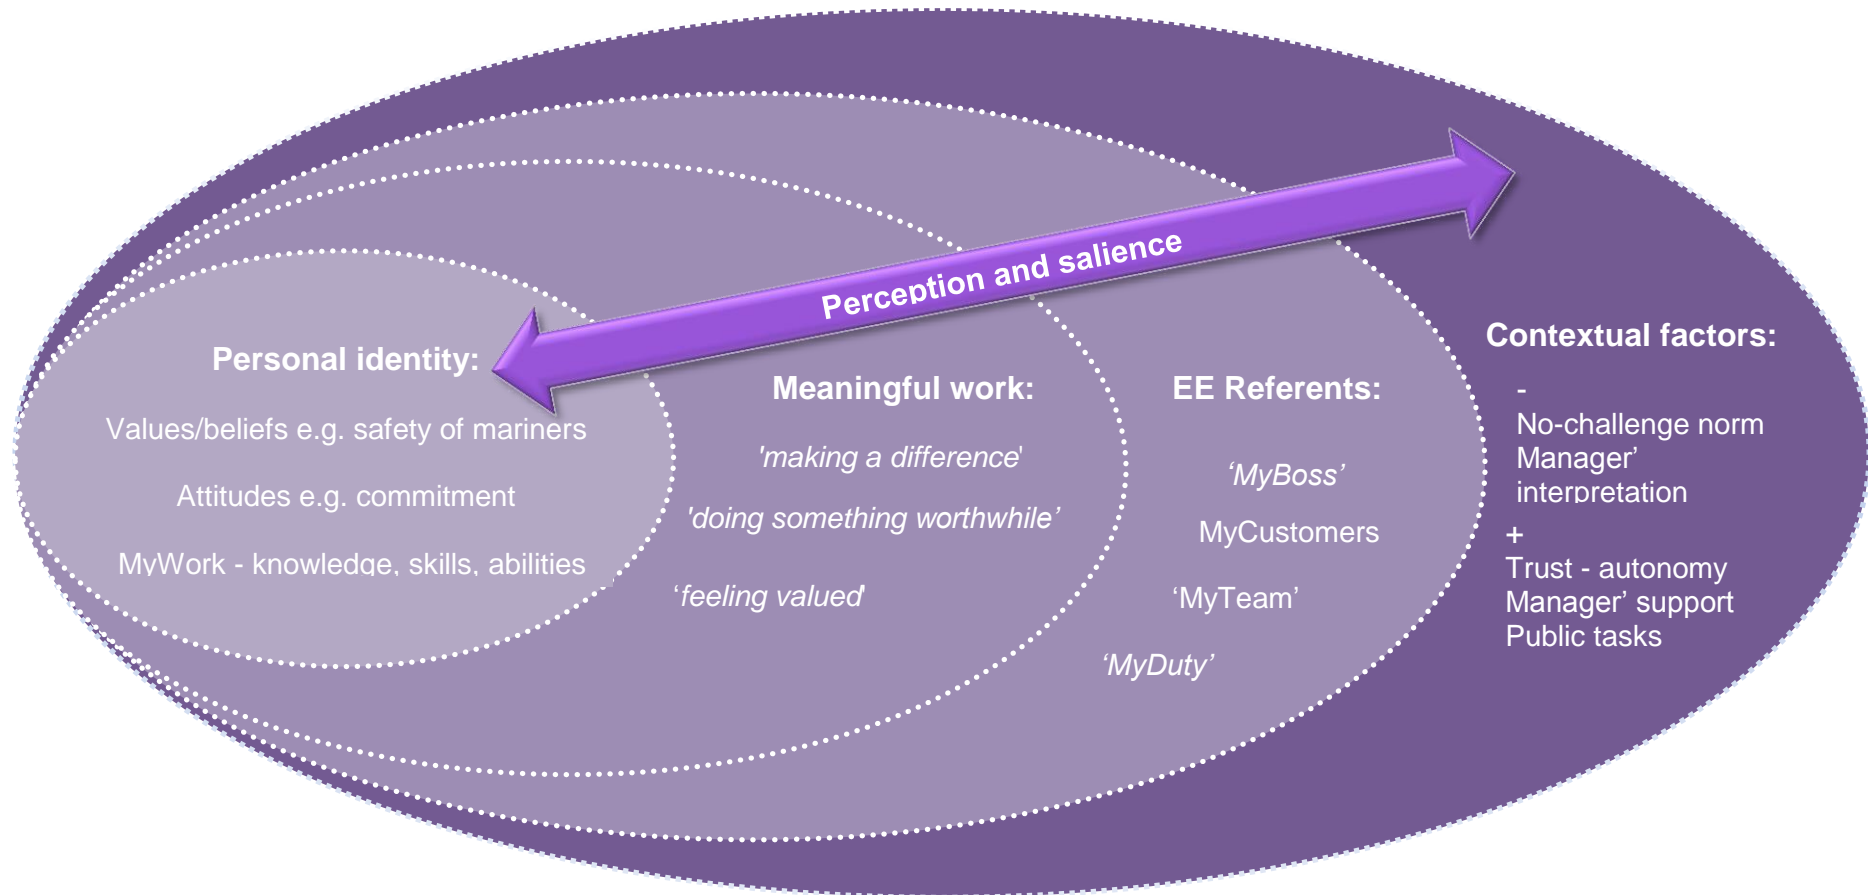 Perception and salience
Personal identity:
Values/beliefs e.g. safety of mariners
Attitudes e.g. commitment
MyWork - knowledge, skills, abilities
Meaningful work:
'making a difference'
'doing something worthwhile’
‘feeling valued'
EE Referents:
‘MyBoss’
MyCustomers
‘MyTeam’
‘MyDuty’
Contextual factors:
-
No-challenge norm
Manager’
interpretation
+
Trust - autonomy
Manager’ support
Public tasks